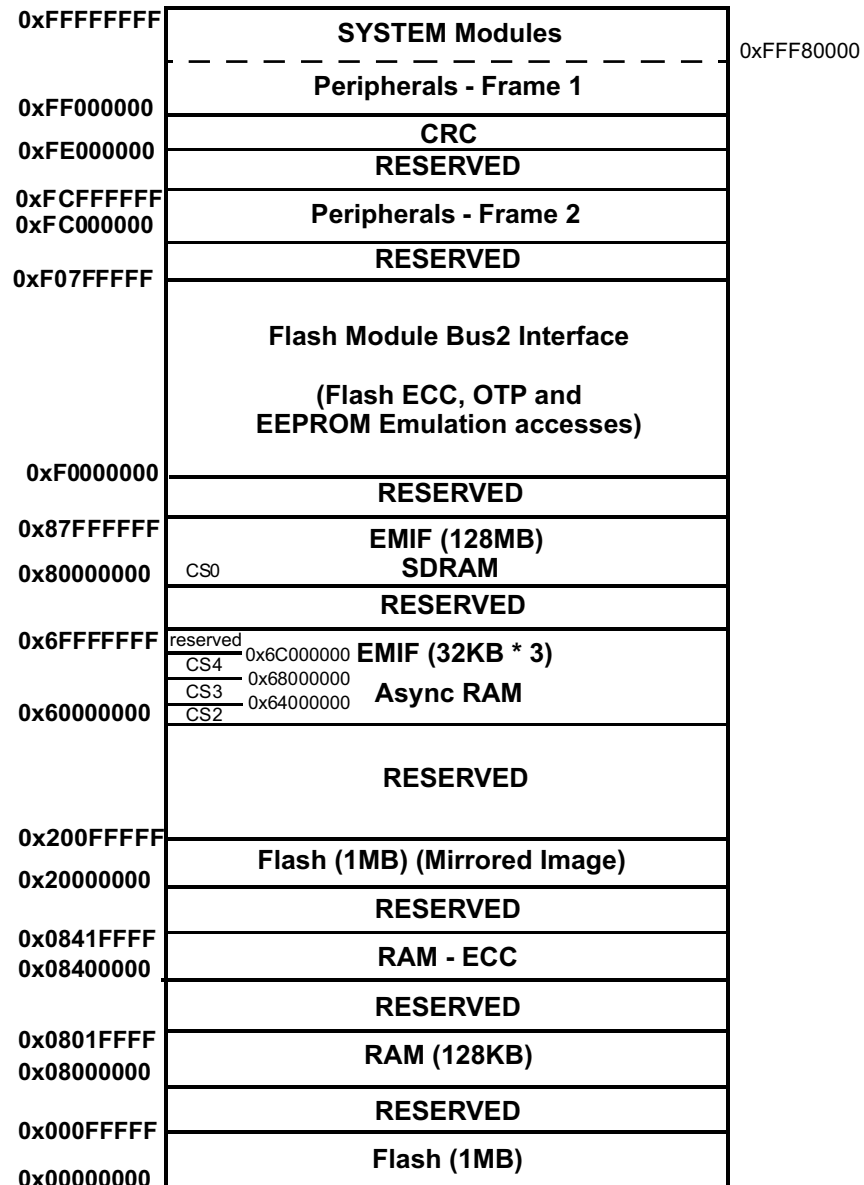 0xFFFFFFFF
SYSTEM Modules
0xFFF80000
Peripherals - Frame 1
0xFF000000
CRC
0xFE000000
RESERVED
0xFCFFFFFF
Peripherals - Frame 2
0xFC000000
RESERVED
0xF07FFFFF
Flash Module Bus2 Interface
(Flash ECC, OTP and
EEPROM Emulation accesses)
0xF0000000
RESERVED
0x87FFFFFF
EMIF (128MB)
0x80000000
CS0
SDRAM
RESERVED
0x6FFFFFFF
reserved
0x6C000000
EMIF (32KB * 3)
CS4
0x68000000
CS3
Async RAM
0x64000000
0x60000000
CS2
RESERVED
0x200FFFFF
Flash (1MB) (Mirrored Image)
0x20000000
RESERVED
0x0841FFFF
RAM - ECC
0x08400000
RESERVED
0x0801FFFF
RAM (128KB)
0x08000000
RESERVED
0x000FFFFF
Flash (1MB)
0x00000000